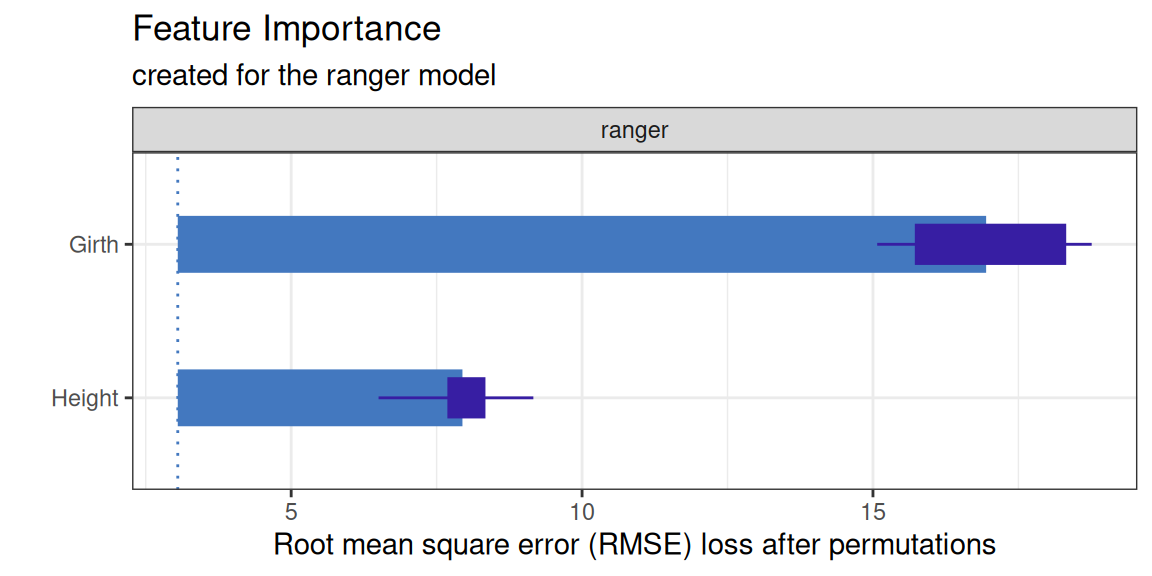 Feature Importance
created for the ranger model
ranger
Girth
Height
5 10 15
Root mean square error (RMSE) loss after permutations